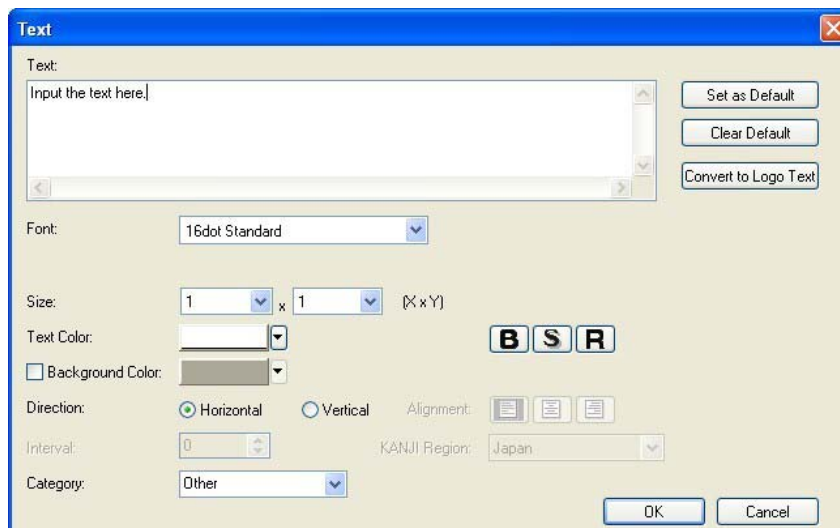 Text
Text:
Input the text here.
Set as Default
Clear Default
Convert to Logo Text
Font: 16dot Standard
Size: 1 x 1 (X x Y)
Text Color: B S R
Background Color:
Direction: Horizontal Vertical Alignment:
Interval: 0 KANJI Region: Japan
Category: Other
OK Cancel